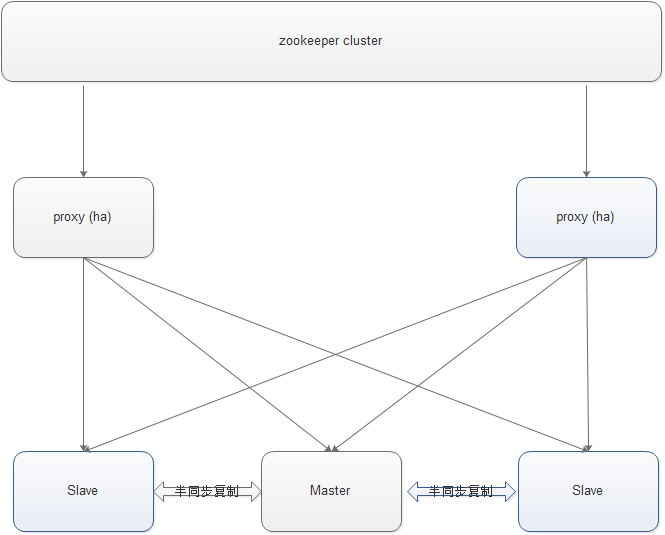 zookeeper cluster
proxy (ha)
proxy (ha)
Slave
半同步复制
Master
半同步复制
Slave